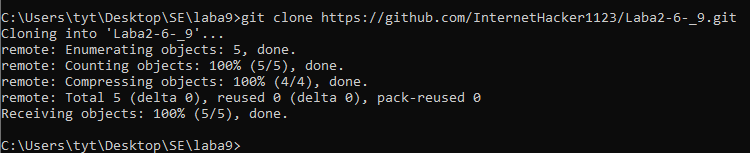 C:\Users\tyt\Desktop\SE\laba9>git clone https://github.com/InternetHacker1123/Laba2-6-_9.git
Cloning into 'Laba2-6-_9'...
remote: Enumerating objects: 5, done.
remote: Counting objects: 100% (5/5), done.
remote: Compressing objects: 100% (4/4), done.
remote: Total 5 (delta 0), reused 0 (delta 0), pack-reused 0
Receiving objects: 100% (5/5), done.
C:\Users\tyt\Desktop\SE\laba9>